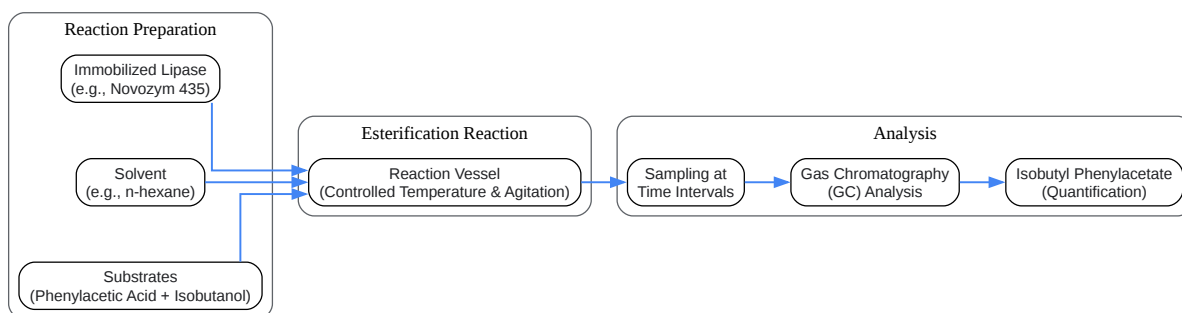 Reaction Preparation
Immobilized Lipase
(e.g., Novozym 435)
Solvent
(e.g., n-hexane)
Substrates
(Phenylacetic Acid + Isobutanol)
Esterification Reaction
Reaction Vessel
(Controlled Temperature & Agitation)
Analysis
Sampling at
Time Intervals
Gas Chromatography
(GC) Analysis
Isobutyl Phenylacetate
(Quantification)